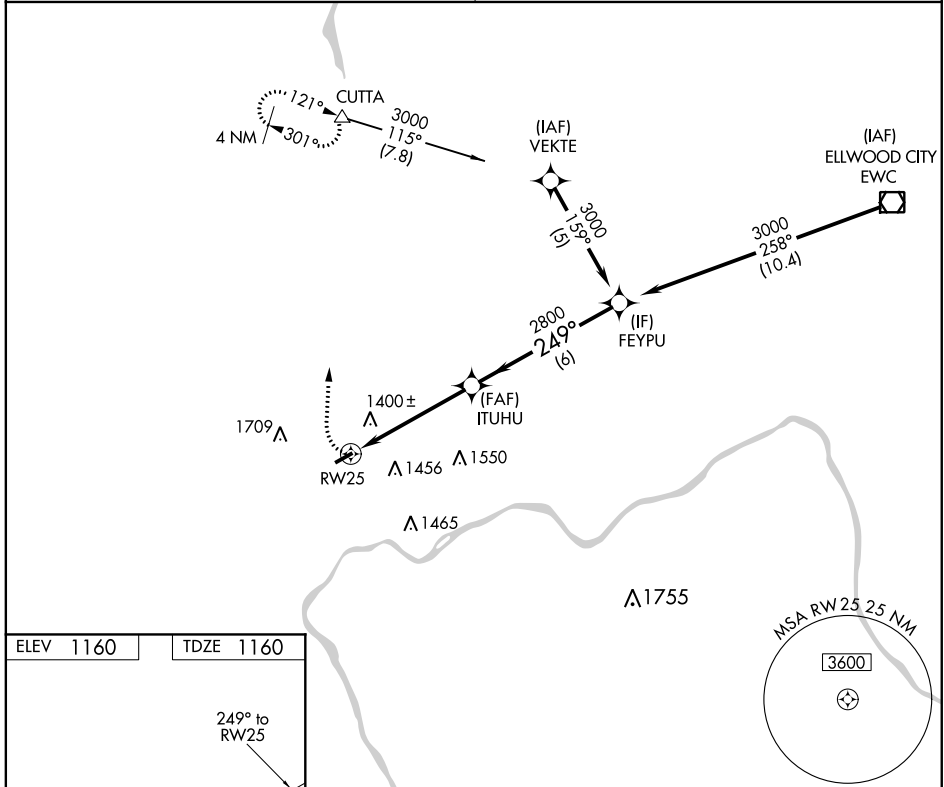 CUTTA
121°
301°
4 NM
3000
115°
(7.8)
(IAF)
VEKTE
3000
159°
(5)
(IAF)
ELLWOOD CITY
EWC
3000
258°
(10.4)
(IF)
FEYPU
2800
249°
(6)
(FAF)
ITUHU
1400 ±
1709
RW25
1456
1550
1465
1755
MSA RW25 25 NM
3600
ELEV 1160
TDZE 1160
249° to
RW25